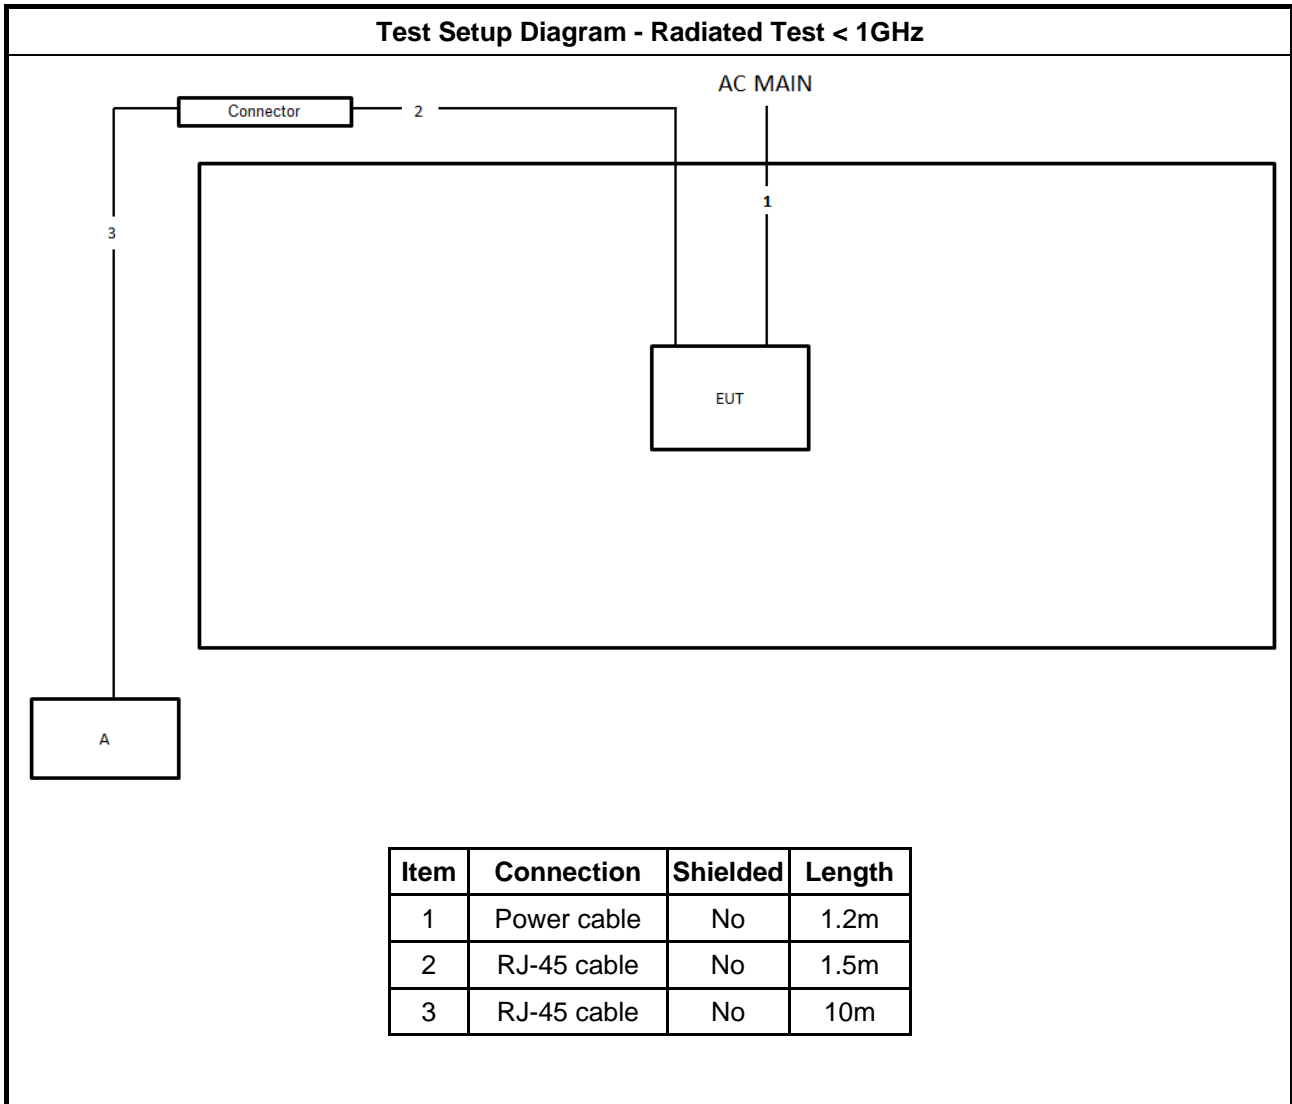 Test Setup Diagram - Radiated Test < 1GHz
AC MAIN
Connector
2
1
3
EUT
A
Item Connection Shielded Length
1 Power cable No 1.2m
2 RJ-45 cable No 1.5m
3 RJ-45 cable No 10m